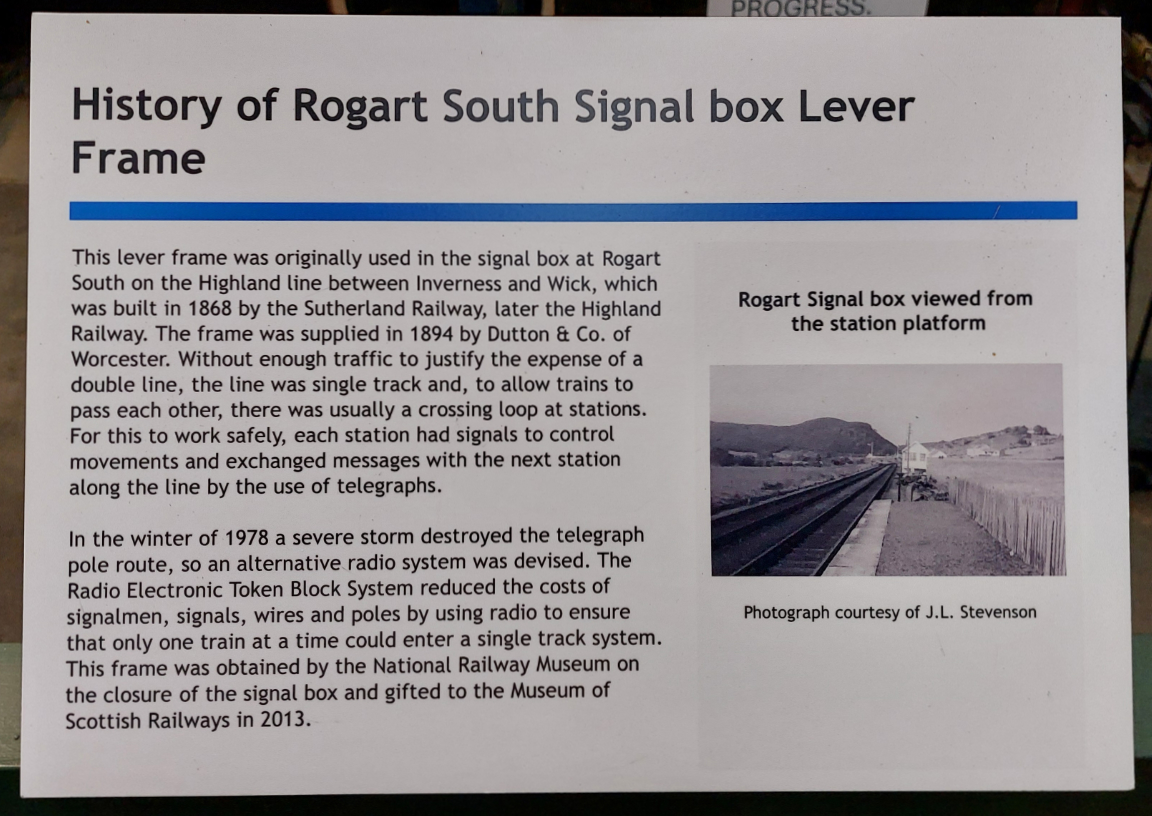 PROGRESS.
History of Rogart South Signal box Lever
Frame
This lever frame was originally used in the signal box at Rogart
South on the Highland line between Inverness and Wick, which
was built in 1868 by the Sutherland Railway, later the Highland
Railway. The frame was supplied in 1894 by Dutton & Co. of
Worcester. Without enough traffic to justify the expense of a
double line, the line was single track and, to allow trains to
pass each other, there was usually a crossing loop at stations.
For this to work safely, each station had signals to control
movements and exchanged messages with the next station
along the line by the use of telegraphs.
In the winter of 1978 a severe storm destroyed the telegraph
pole route, so an alternative radio system was devised. The
Radio Electronic Token Block System reduced the costs of
signalmen, signals, wires and poles by using radio to ensure
that only one train at a time could enter a single track system.
This frame was obtained by the National Railway Museum on
the closure of the signal box and gifted to the Museum of
Scottish Railways in 2013.
Rogart Signal box viewed from
the station platform
Photograph courtesy of J.L. Stevenson